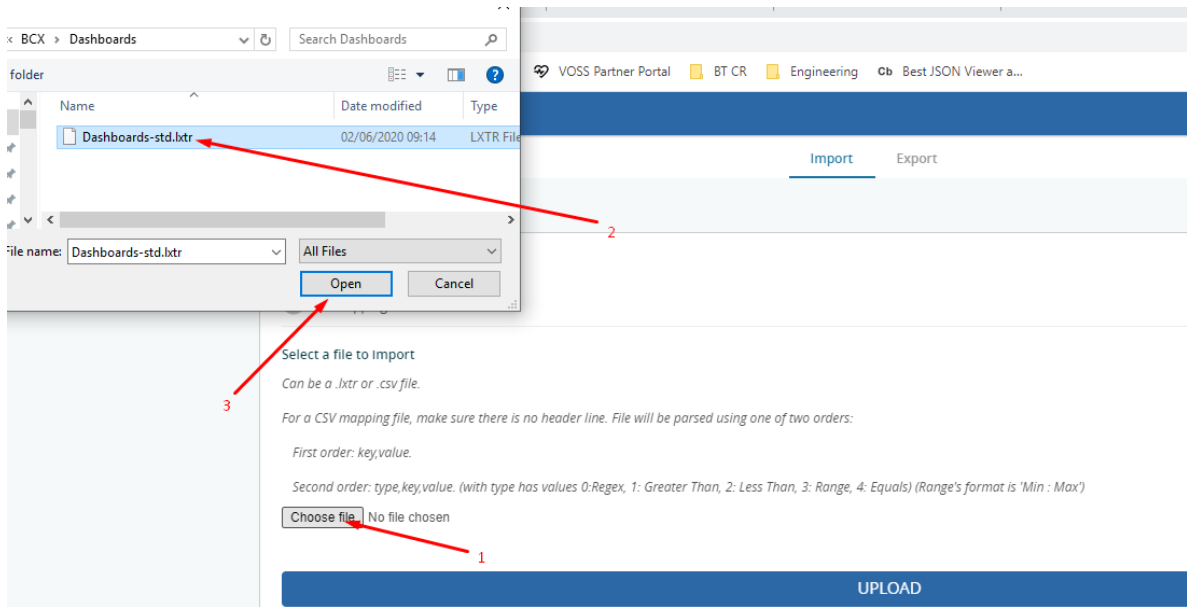 « BCX > Dashboards
Search Dashboards
folder
Name
Date modified
Type
Dashboards-std.lxtr
02/06/2020 09:14
LXTR File
2
File name:
Dashboards-std.lxtr
All Files
Open
Cancel
3
VOSS Partner Portal
BT CR
Engineering
Cb Best JSON Viewer a...
Import
Export
Select a file to Import
Can be a .lxtr or .csv file.
For a CSV mapping file, make sure there is no header line. File will be parsed using one of two orders:
First order: key,value.
Second order: type,key,value. (with type has values 0:Regex, 1: Greater Than, 2: Less Than, 3: Range, 4: Equals) (Range's format is 'Min : Max')
Choose file
No file chosen
1
UPLOAD